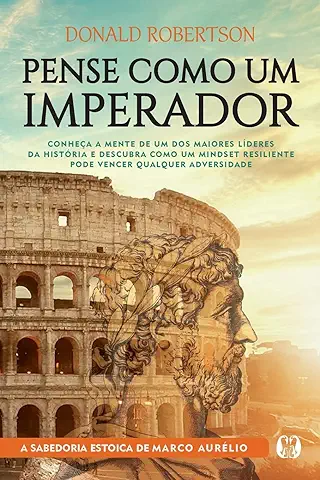 DONALD ROBERTSON
PENSE COMO UM
IMPERADOR
CONHEÇA A MENTE DE UM DOS MAIORES LÍDERES
DA HISTÓRIA E DESCUBRA COMO UM MINDSET RESILIENTE
PODE VENCER QUALQUER ADVERSIDADE
A SABEDORIA ESTOICA DE MARCO AURÉLIO